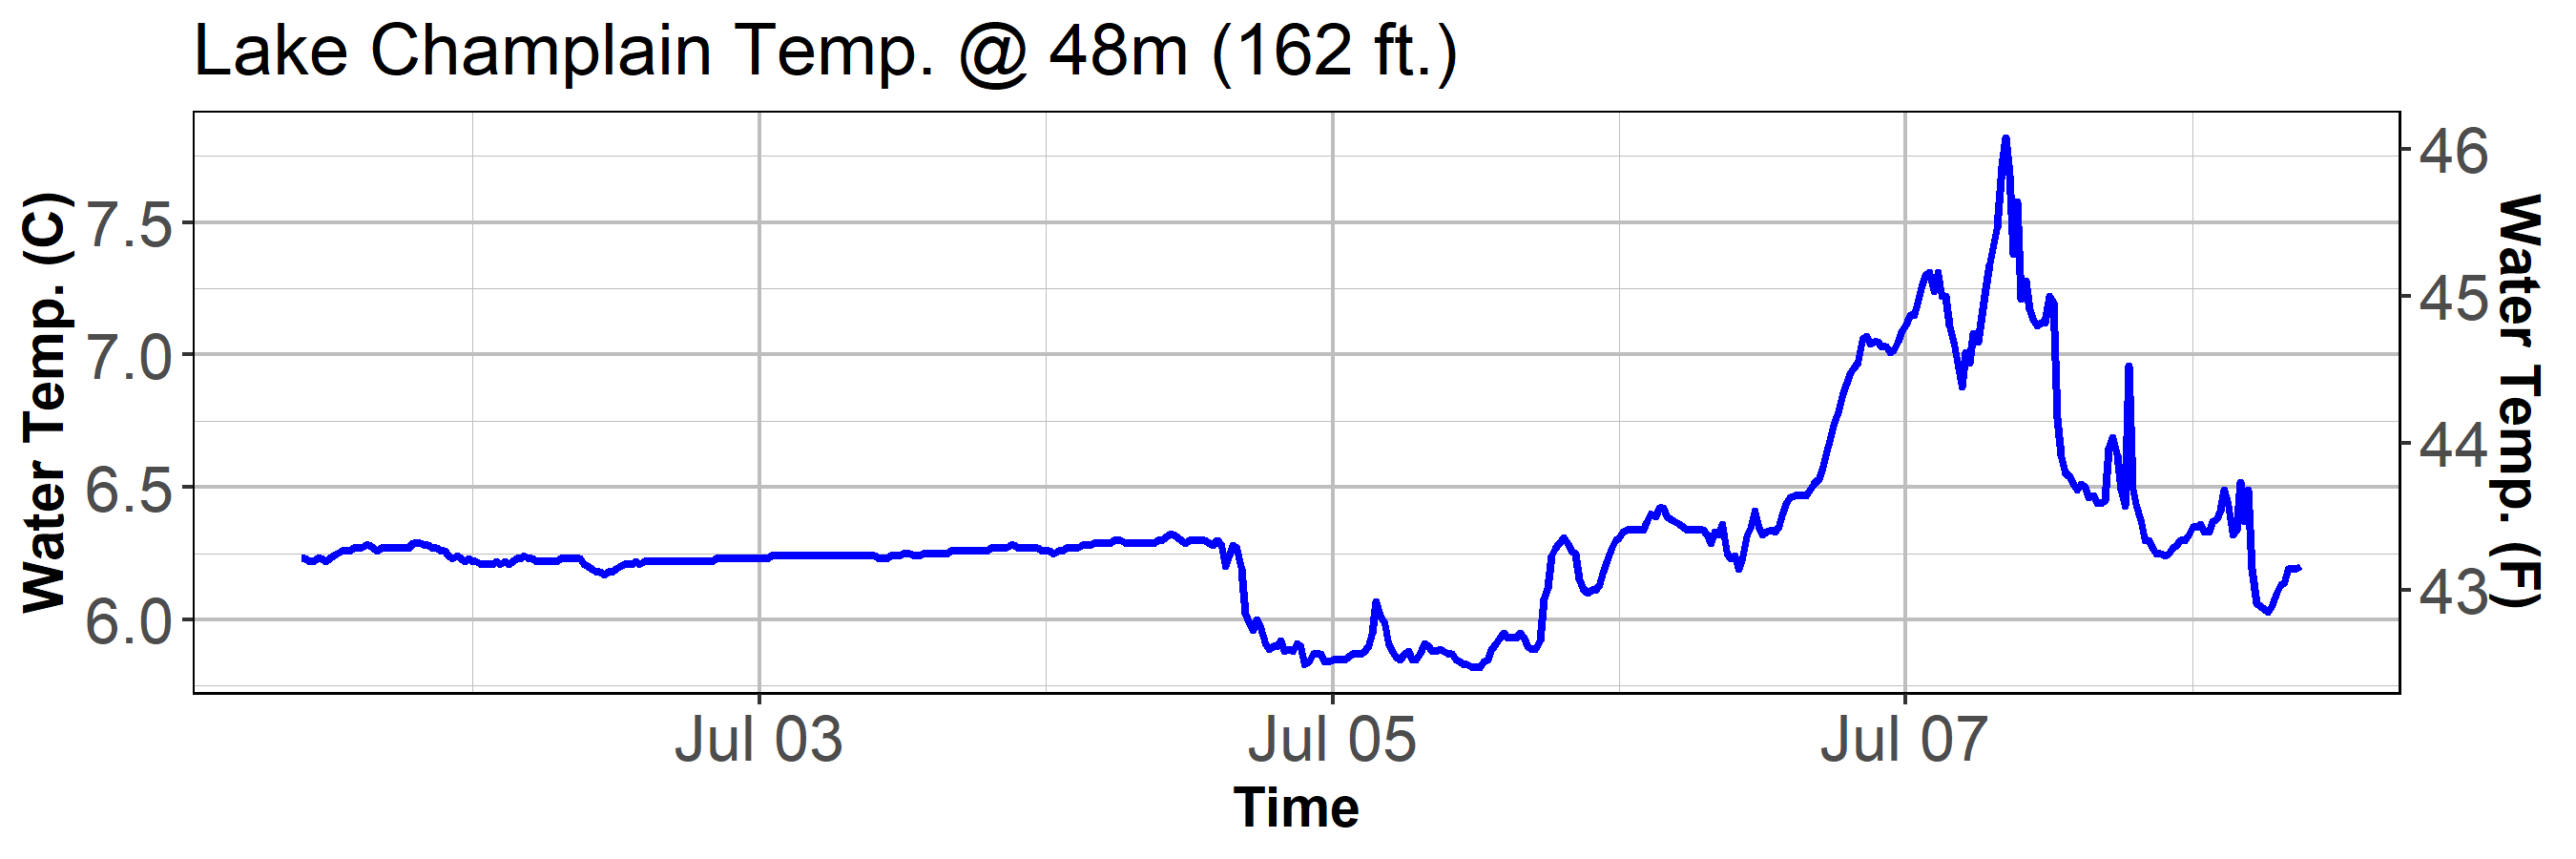 Lake Champlain Temp. @ 48m (162 ft.)
Water Temp. (C)
7.5
7.0
6.5
6.0
46
45
44
43
Water Temp. (F)
Jul 03
Jul 05
Jul 07
Time